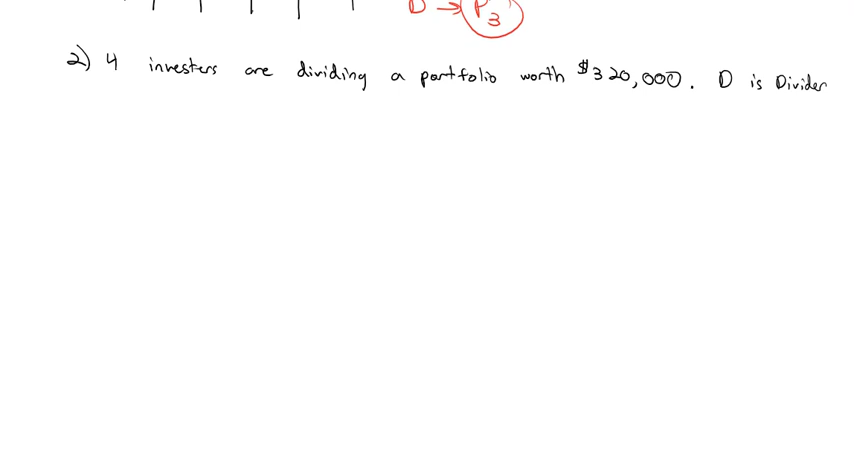 D → P3
2) 4 investers are dividing a portfolio worth $320,000. D is Divider